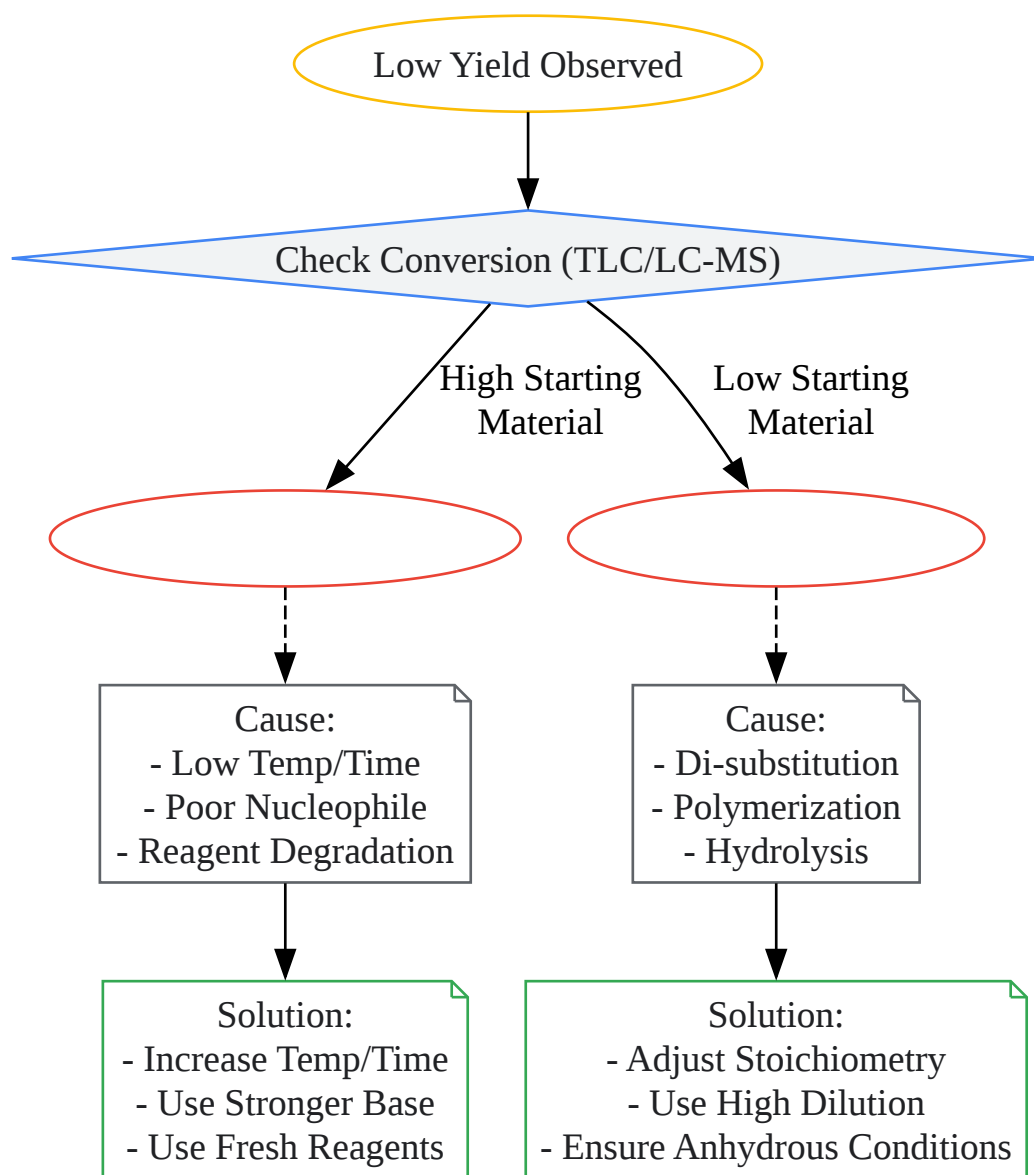 Low Yield Observed
Check Conversion (TLC/LC-MS)
High Starting
Material
Low Starting
Material
Cause:
- Low Temp/Time
- Poor Nucleophile
- Reagent Degradation
Cause:
- Di-substitution
- Polymerization
- Hydrolysis
Solution:
- Increase Temp/Time
- Use Stronger Base
- Use Fresh Reagents
Solution:
- Adjust Stoichiometry
- Use High Dilution
- Ensure Anhydrous Conditions